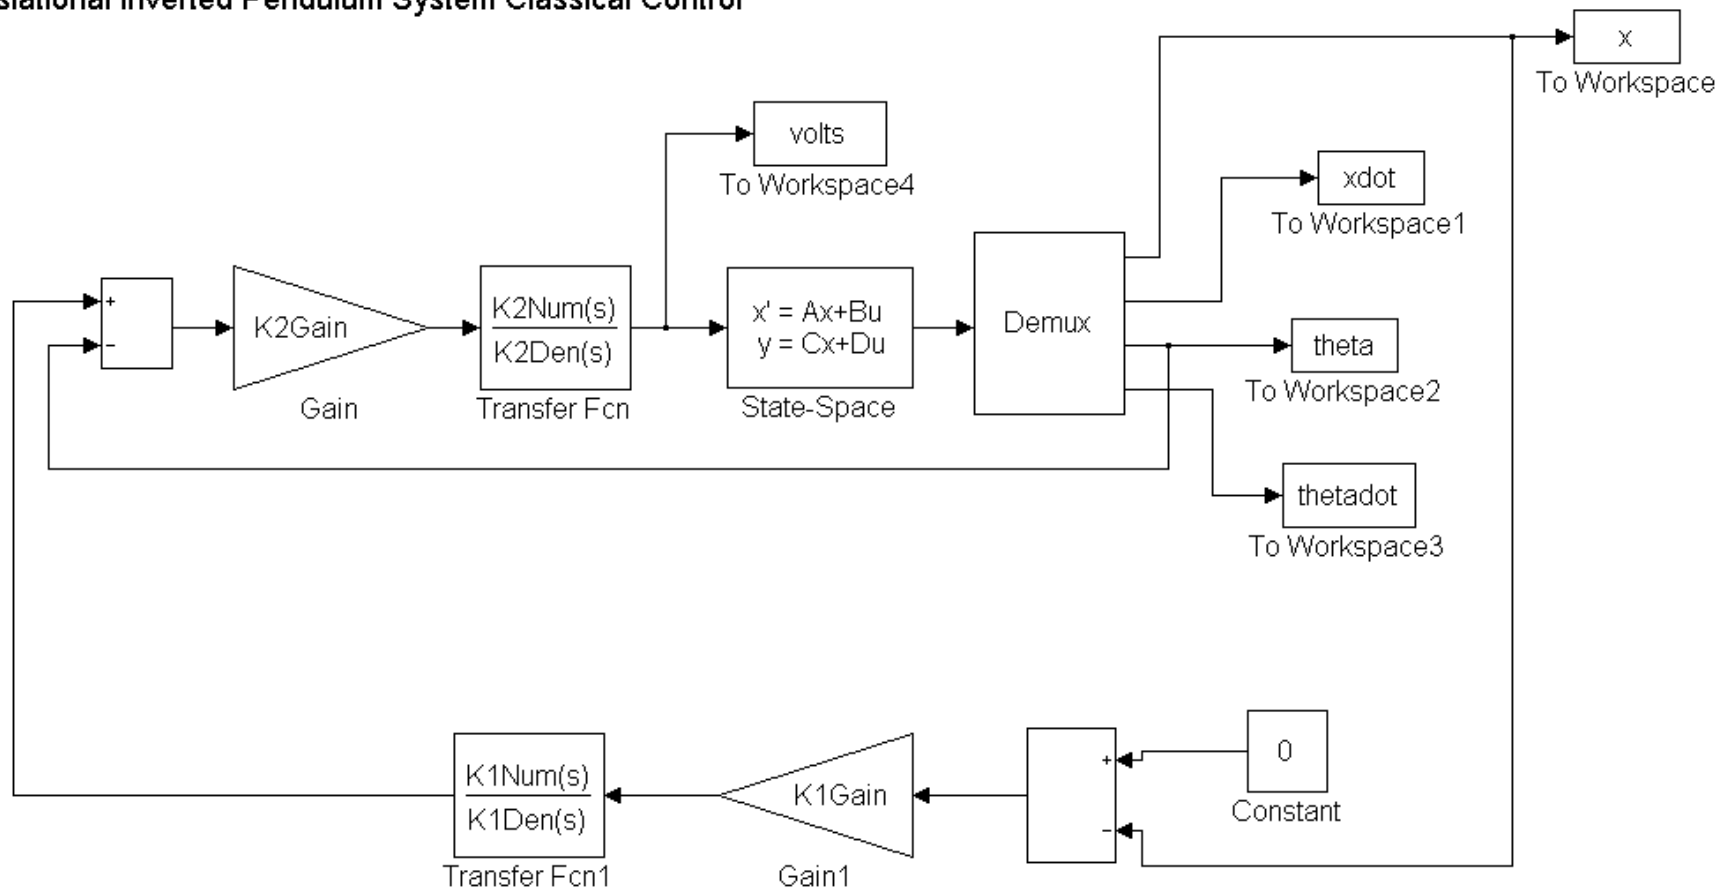 slational Inverted Pendulum System Classical Control
x
To Workspace
volts
To Workspace4
xdot
To Workspace1
+
−
K2Gain
Gain
K2Num(s)
K2Den(s)
Transfer Fcn
x' = Ax+Bu
y = Cx+Du
State-Space
Demux
theta
To Workspace2
thetadot
To Workspace3
K1Num(s)
K1Den(s)
Transfer Fcn1
K1Gain
Gain1
+
−
0
Constant